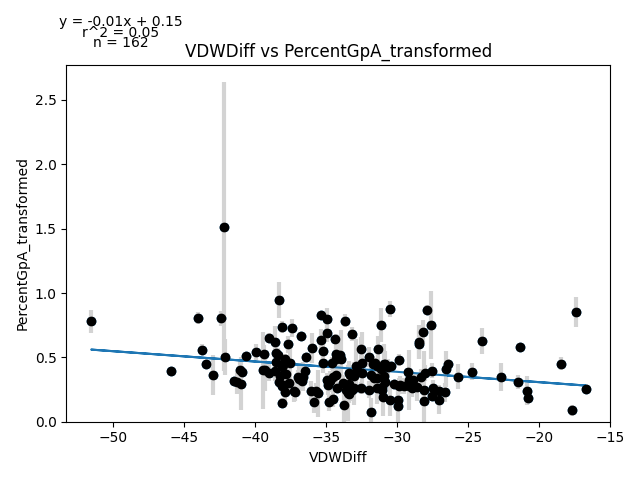 y = -0.01x + 0.15
r^2 = 0.05
n = 162
VDWDiff vs PercentGpA_transformed
PercentGpA_transformed
2.5
2.0
1.5
1.0
0.5
0.0
−50
−45
−40
−35
−30
−25
−20
−15
VDWDiff